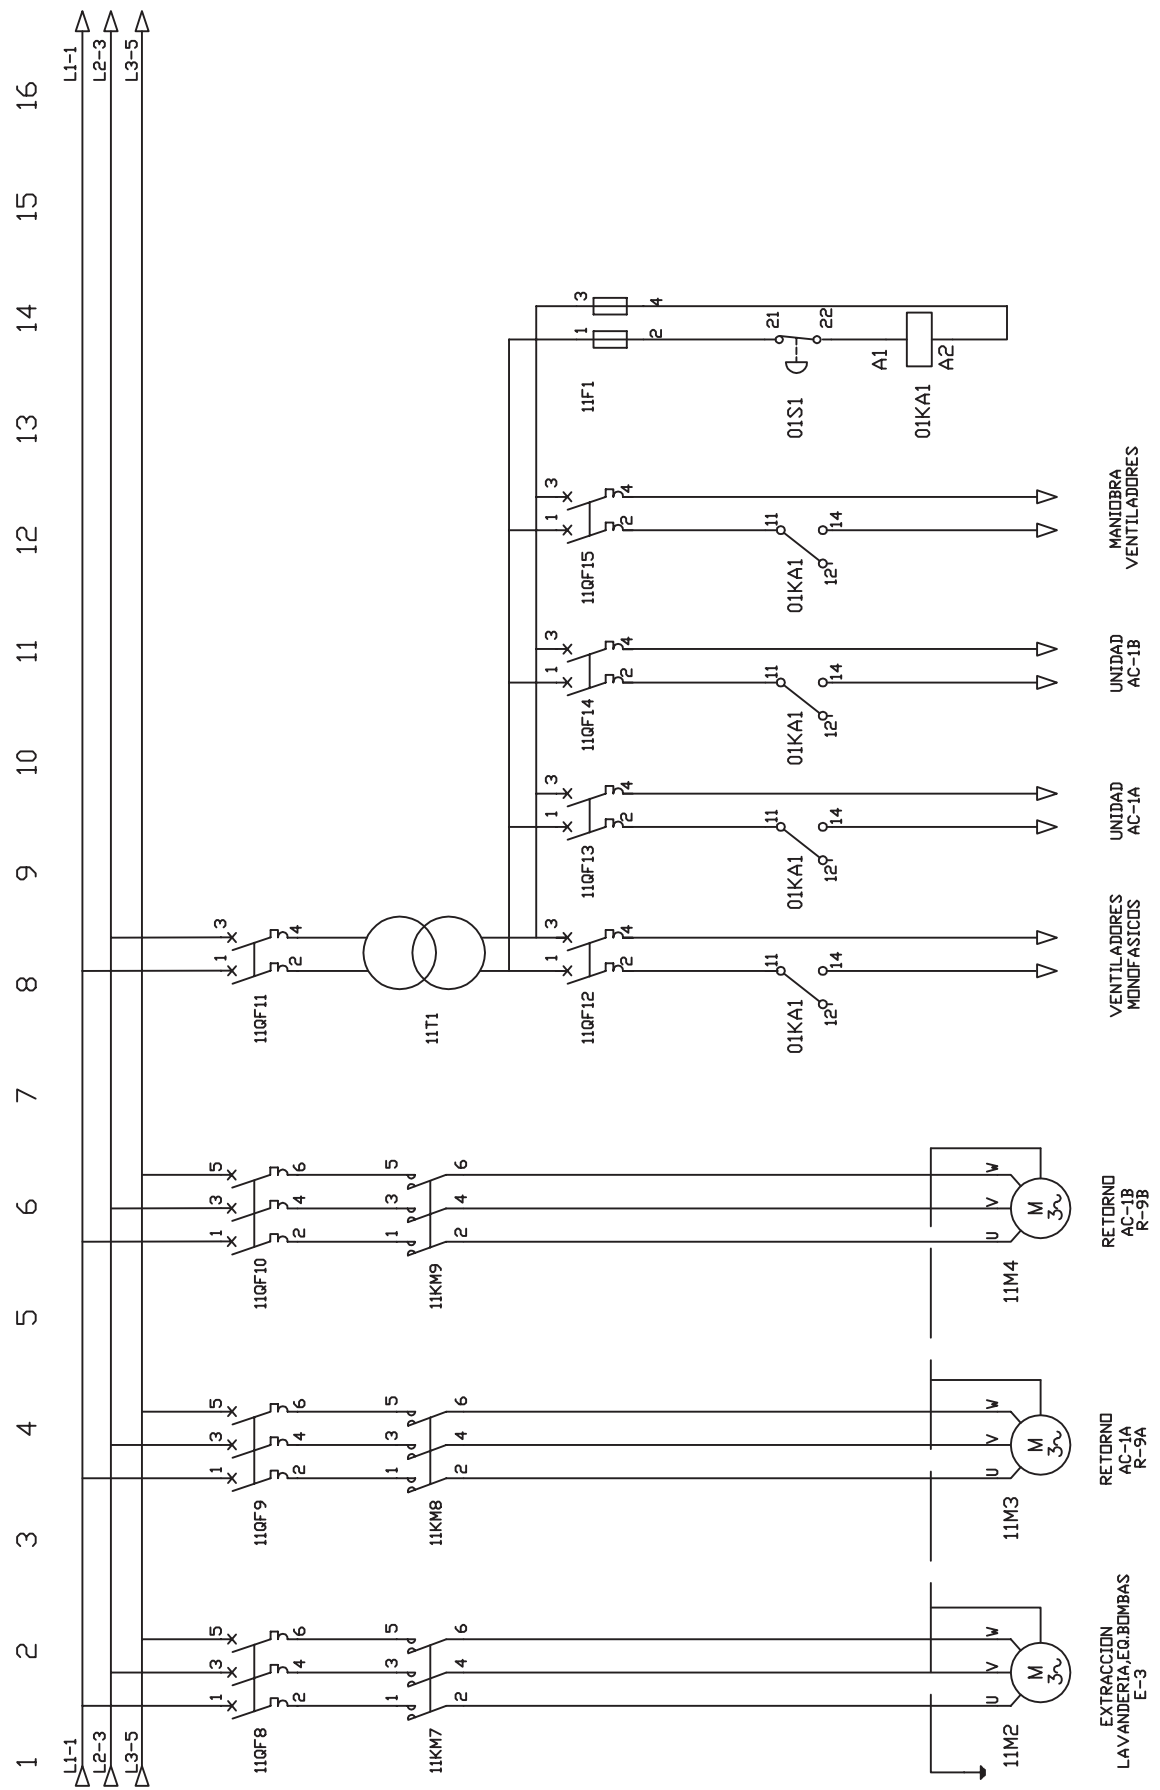 1 2 3 4 5 6 7 8 9 10 11 12 13 14 15 16
L1-1 L1-1
L2-3 L2-3
L3-5 L3-5
11QF8 1 2 3 4 5 6
11KM7 1 2 3 4 5 6
U V W
11M2 M 3~
EXTRACCION
LAVANDERIA,EQ.BOMBAS
E-3
11QF9 1 2 3 4 5 6
11KM8 1 2 3 4 5 6
U V W
11M3 M 3~
RETORNO
AC-1A
R-9A
11QF10 1 2 3 4 5 6
11KM9 1 2 3 4 5 6
U V W
11M4 M 3~
RETORNO
AC-1B
R-9B
11QF11 1 2 3 4
11T1
11QF12 1 2 3 4
01KA1 11 12 14
VENTILADORES
MONOFASICOS
11QF13 1 2 3 4
01KA1 11 12 14
UNIDAD
AC-1A
11QF14 1 2 3 4
01KA1 11 12 14
UNIDAD
AC-1B
11QF15 1 2 3 4
01KA1 11 12 14
MANIOBRA
VENTILADORES
11F1 1 2 3 4
01S1 21 22
01KA1 A1 A2